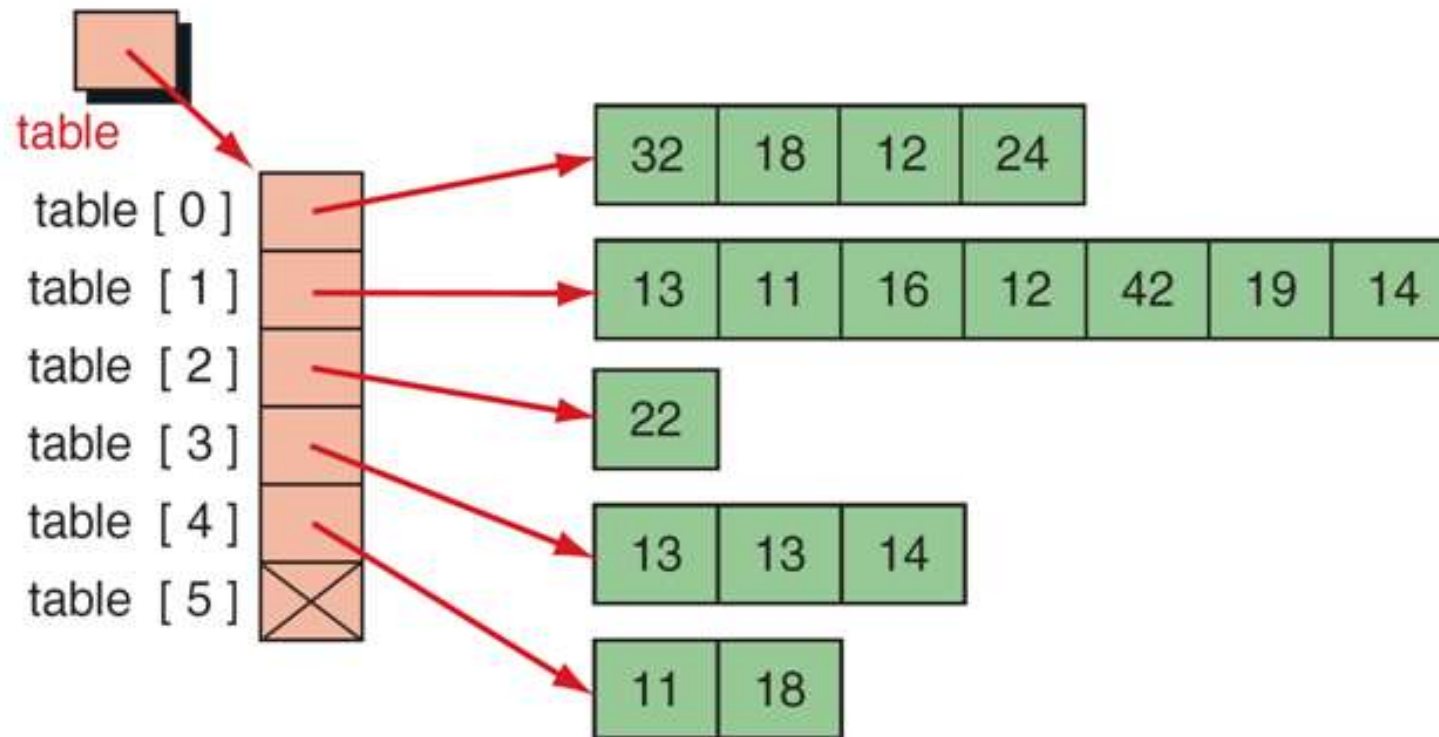 table
table [ 0 ] 32 18 12 24
table [ 1 ] 13 11 16 12 42 19 14
table [ 2 ] 22
table [ 3 ] 13 13 14
table [ 4 ] 11 18
table [ 5 ]